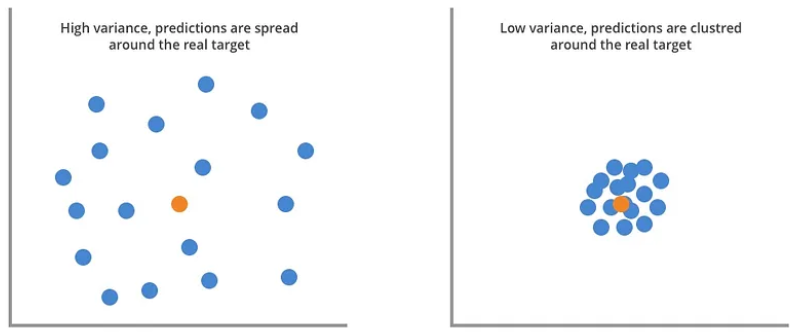 High variance, predictions are spread
around the real target
Low variance, predictions are clustred
around the real target